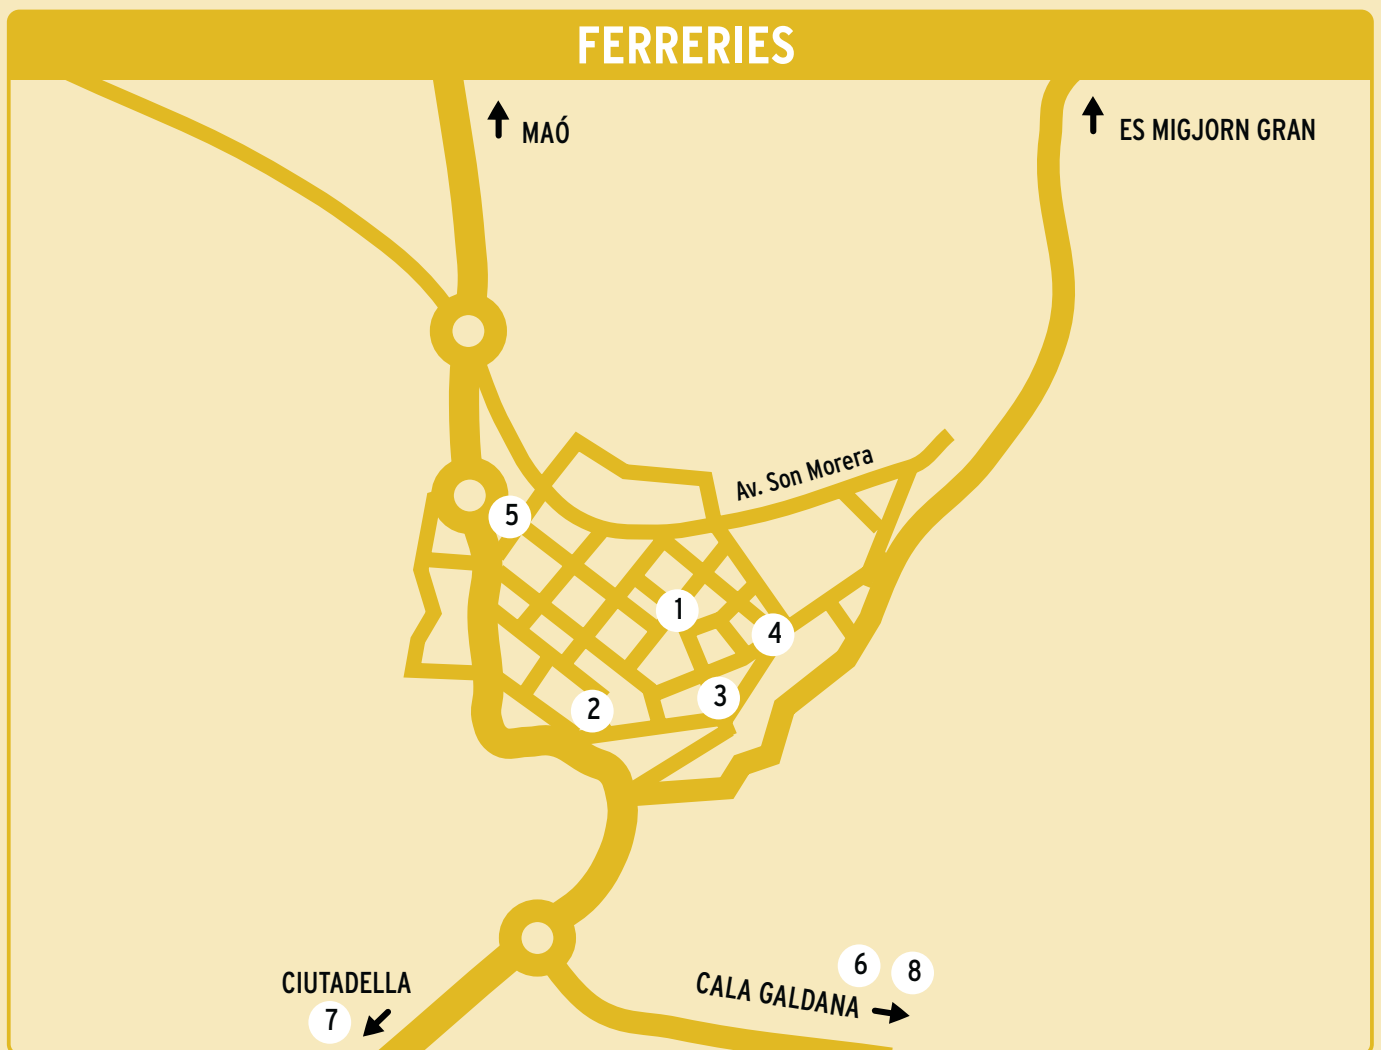 FERRERIES
MAÓ
ES MIGJORN GRAN
Av. Son Morera
5
1
4
3
2
6
8
CIUTADELLA
CALA GALDANA
7